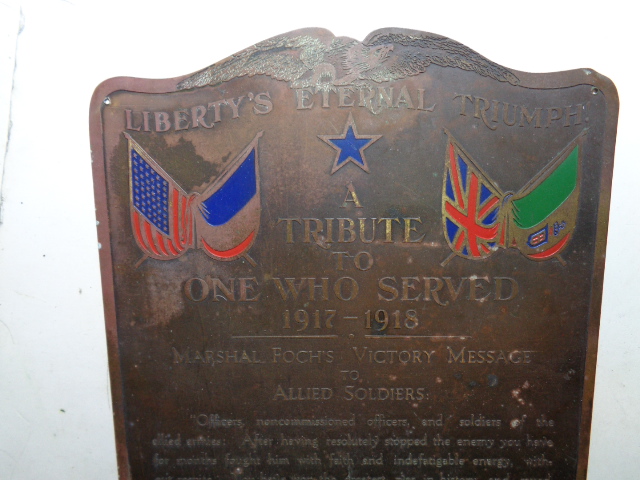 LIBERTY'S ETERNAL TRIUMPH
A
TRIBUTE
TO
ONE WHO SERVED
1917-1918
MARSHAL FOCH'S VICTORY MESSAGE
TO
ALLIED SOLDIERS:
"Officers, noncommissioned officers, and soldiers of the
allied armies: After having resolutely stopped the enemy you have
for months fought him with faith and indefatigable energy, with-